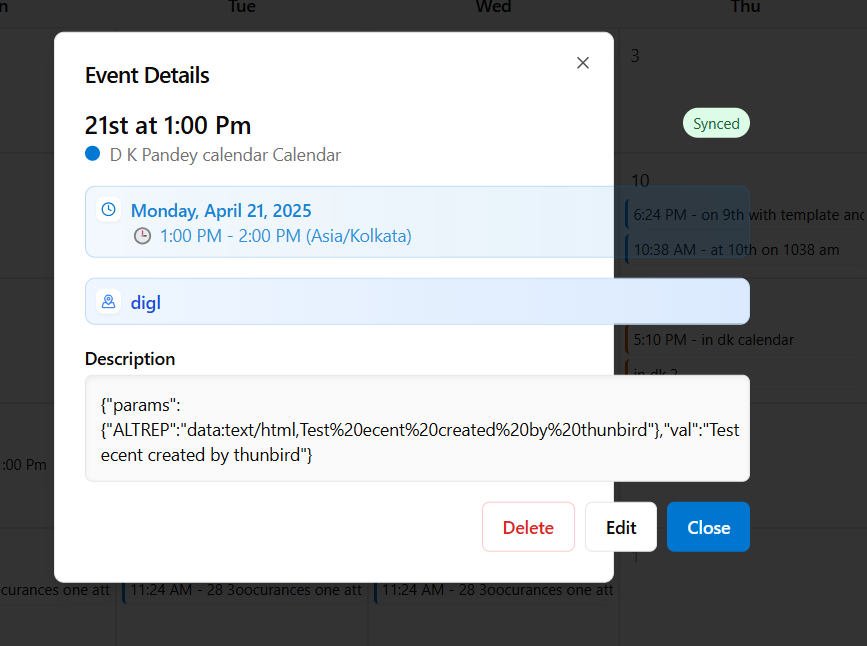 n Tue Wed Thu
Event Details
3
21st at 1:00 Pm
Synced
D K Pandey calendar Calendar
10
Monday, April 21, 2025
6:24 PM - on 9th with template and
1:00 PM - 2:00 PM (Asia/Kolkata)
10:38 AM - at 10th on 1038 am
digl
5:10 PM - in dk calendar
Description
in dk 2
{"params":
{"ALTREP":"data:text/html,Test%20ecent%20created%20by%20thunbird"},"val":"Test
ecent created by thunbird"}
:00 Pm
Delete Edit Close
ocurances one att 11:24 AM - 28 3oocurances one att 11:24 AM - 28 3oocurances one att